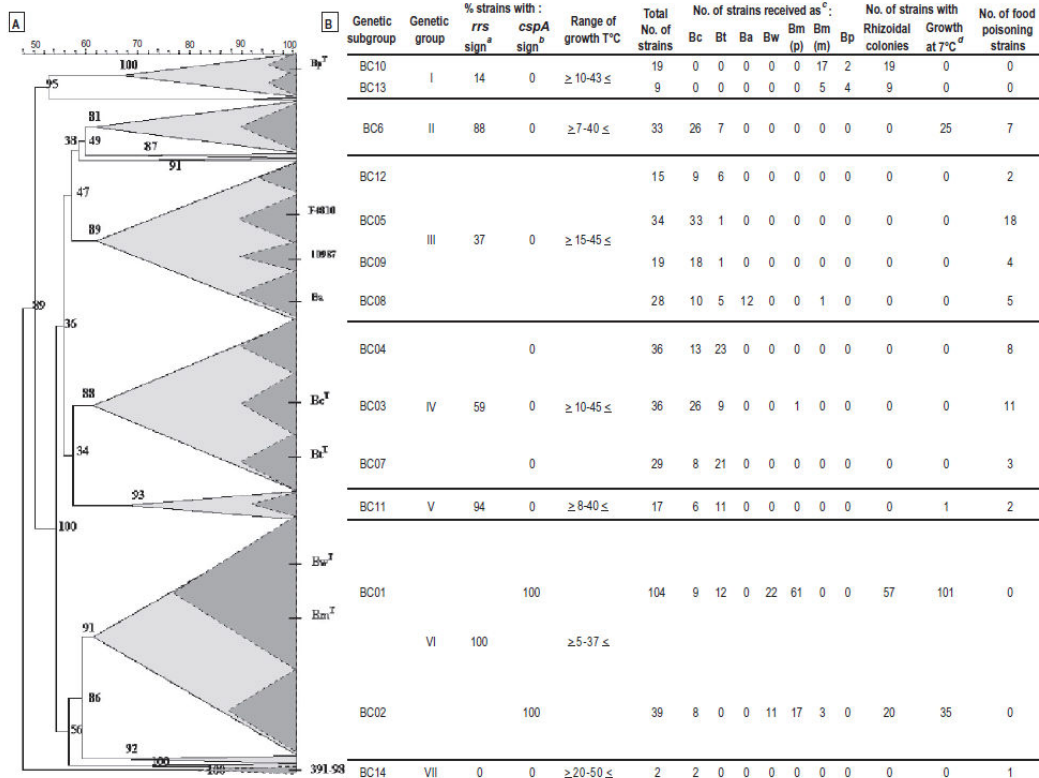 A
50 60 70 80 90 100
100
Bp T
95
81
38 49
87
91
47
89
F4810
10987
Ba
89
36
88
Bc T
Bt T
34
93
100
Bw T
Bm T
91
86
56
92
100
100
391-98
B
% strains with : No. of strains received as c : No. of strains with
Genetic subgroup Genetic group rrs sign a cspA sign b Range of growth T°C Total No. of strains Bc Bt Ba Bw Bm (p) Bm (m) Bp Rhizoidal colonies Growth at 7°C d No. of food poisoning strains
BC10 19 0 0 0 0 0 17 2 19 0 0
I 14 0 ≥ 10-43 ≤
BC13 9 0 0 0 0 0 5 4 9 0 0
BC6 II 88 0 ≥7-40 ≤ 33 26 7 0 0 0 0 0 0 25 7
BC12 15 9 6 0 0 0 0 0 0 0 2
BC05 34 33 1 0 0 0 0 0 0 0 18
III 37 0 ≥ 15-45 ≤
BC09 19 18 1 0 0 0 0 0 0 0 4
BC08 28 10 5 12 0 0 1 0 0 0 5
BC04 0 36 13 23 0 0 0 0 0 0 0 8
BC03 IV 59 0 ≥ 10-45 ≤ 36 26 9 0 0 1 0 0 0 0 11
BC07 0 29 8 21 0 0 0 0 0 0 0 3
BC11 V 94 0 ≥ 8-40 ≤ 17 6 11 0 0 0 0 0 0 1 2
BC01 100 104 9 12 0 22 61 0 0 57 101 0
VI 100 ≥5-37 ≤
BC02 100 39 8 0 0 11 17 3 0 20 35 0
BC14 VII 0 0 ≥20-50 ≤ 2 2 0 0 0 0 0 0 0 0 1